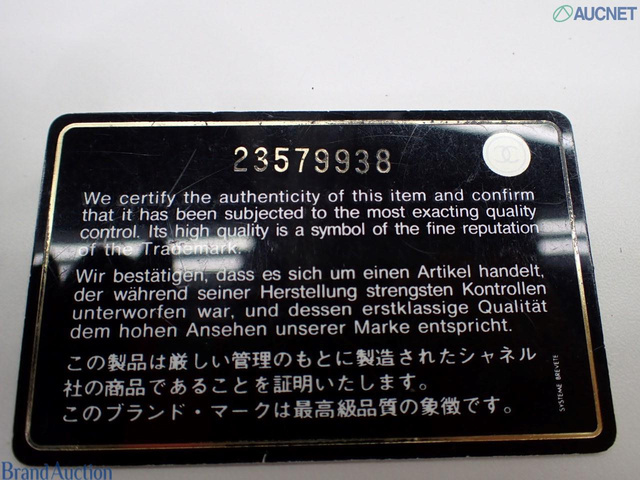 AUCNET
23579938
We certify the authenticity of this item and confirm
that it has been subjected to the most exacting quality
control. Its high quality is a symbol of the fine reputation
of the Trademark.
Wir bestätigen, dass es sich um einen Artikel handelt,
der während seiner Herstellung strengsten Kontrollen
unterworfen war, und dessen erstklassige Qualität
dem hohen Ansehen unserer Marke entspricht.
この製品は厳しい管理のもとに製造されたシャネル
社の商品であることを証明いたします。
このブランド・マークは最高級品質の象徴です。
SYSTEME BREVETE
BrandAuction